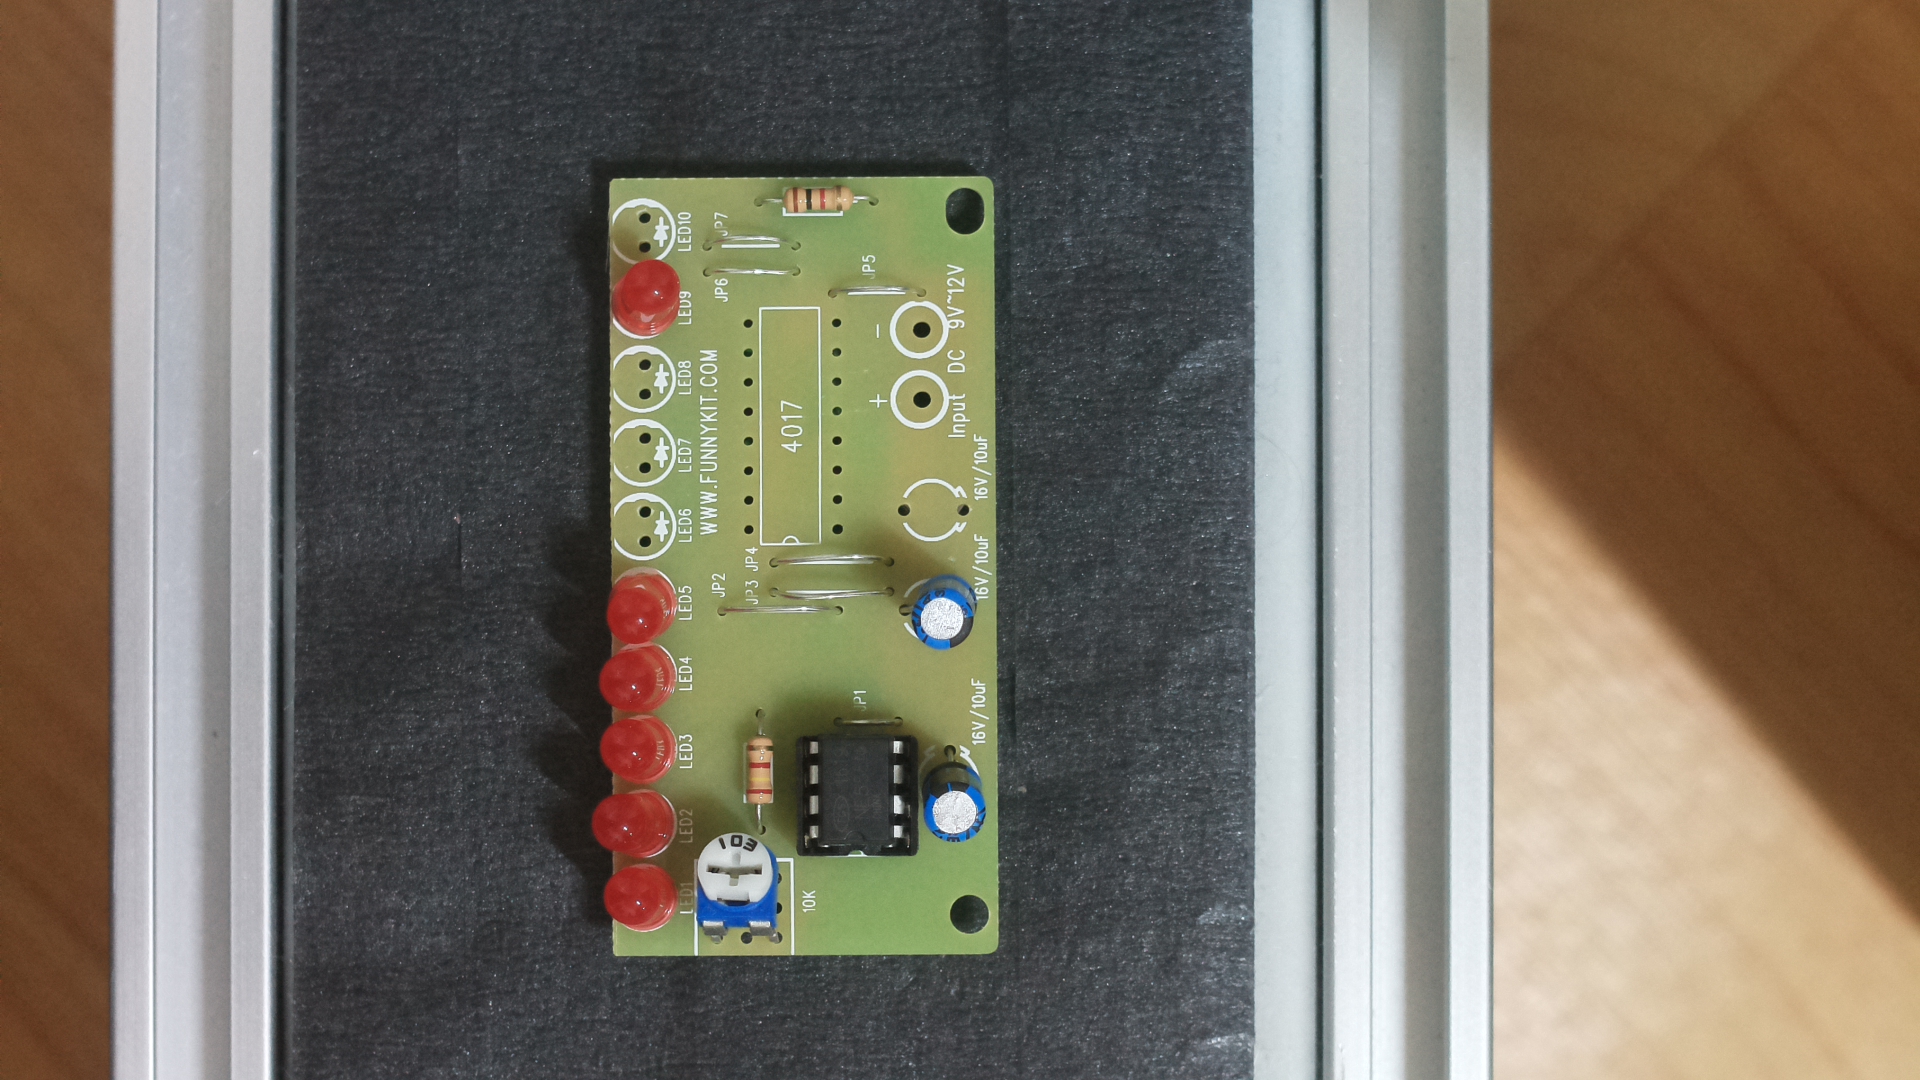 LED10
LED9
LED8
LED7
LED6
LED5
LED4
LED3
LED2
LED1
JP7
JP6
JP5
WWW.FUNNYKIT.COM
4017
-
+
Input DC 9V~12V
16V/10uF
16V/10uF
16V/10uF
JP4
JP3
JP2
JP1
103
10K